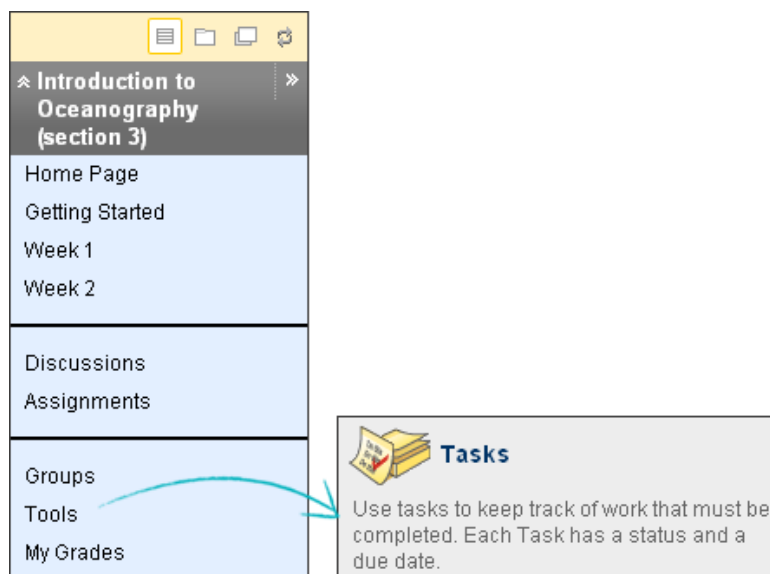 Introduction to
Oceanography
(section 3)
Home Page
Getting Started
Week 1
Week 2
Discussions
Assignments
Groups
Tools
My Grades
Tasks
Use tasks to keep track of work that must be
completed. Each Task has a status and a
due date.